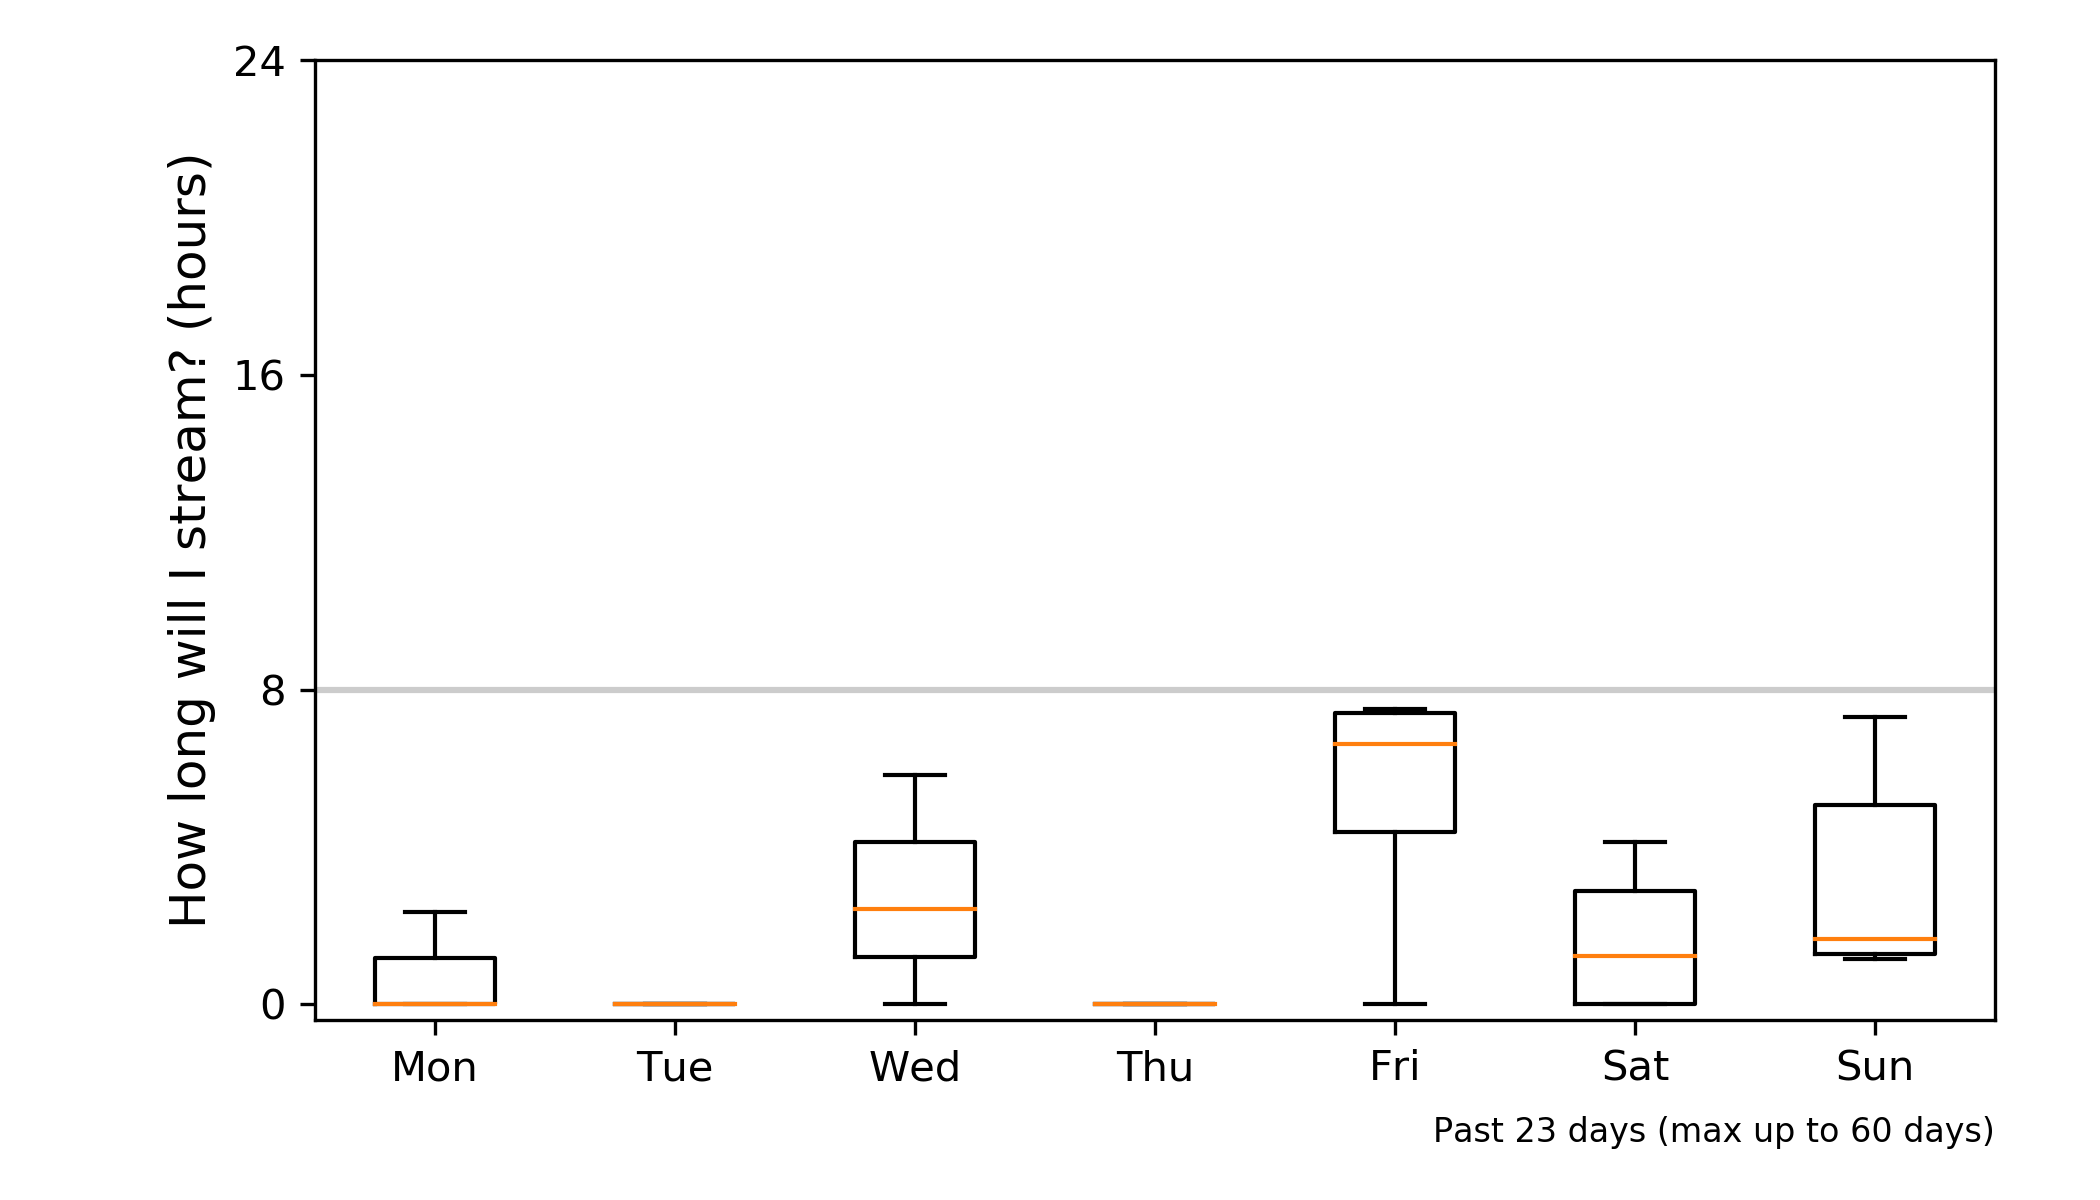 How long will I stream? (hours)
24
16
8
0
Mon Tue Wed Thu Fri Sat Sun
Past 23 days (max up to 60 days)